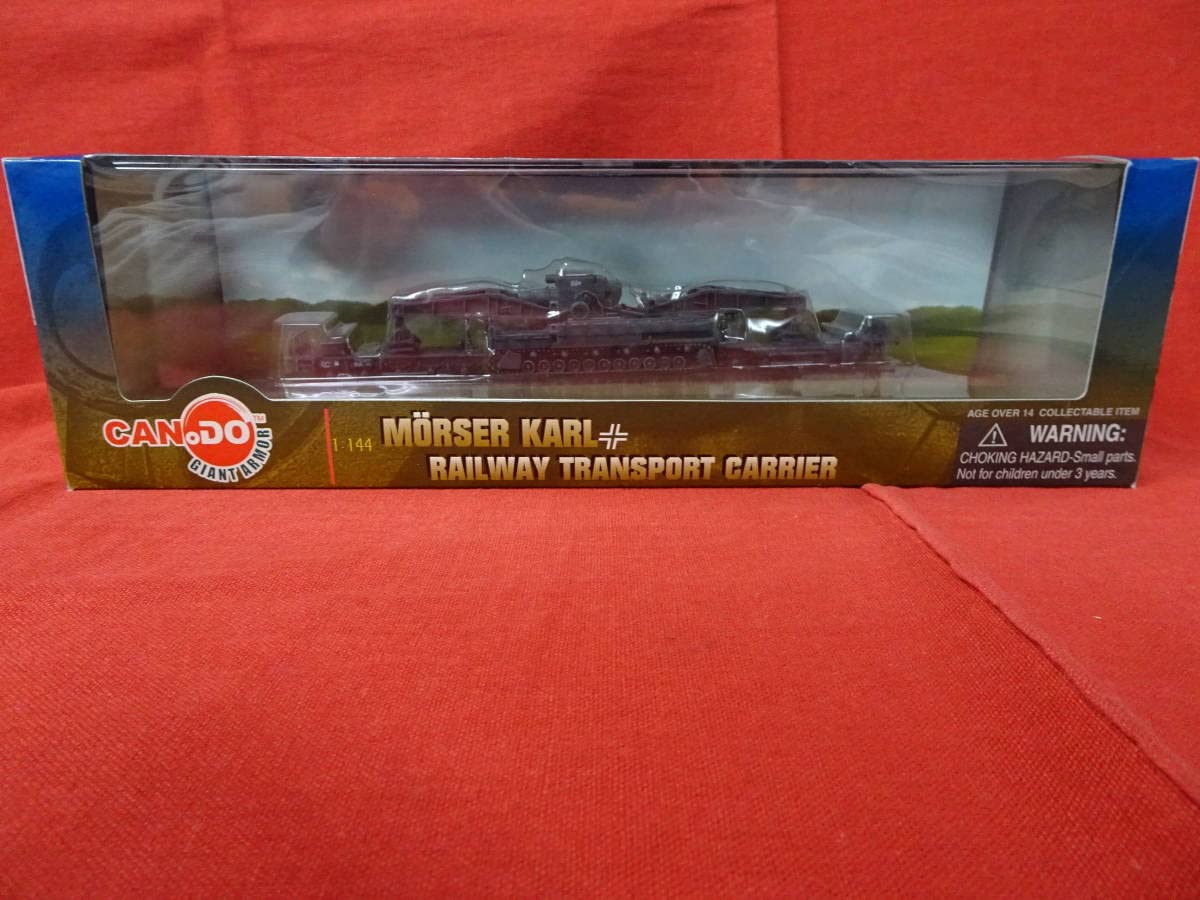 CAN.DO™
GIANT ARMOR
1:144
MÖRSER KARL
RAILWAY TRANSPORT CARRIER
AGE OVER 14 COLLECTABLE ITEM
WARNING:
CHOKING HAZARD-Small parts.
Not for children under 3 years.